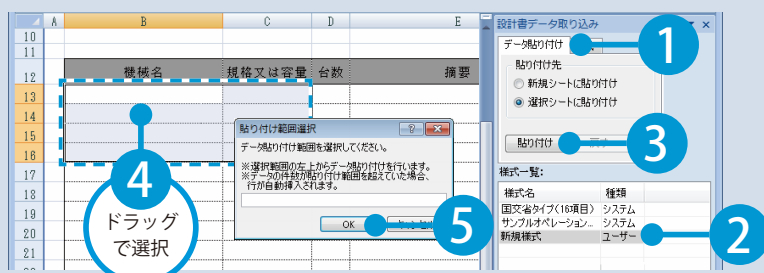 A B C D E
10
11
12 機械名 規格又は容量 台数 摘要
13
14
15
16
17
18
19
20
21
4
ドラッグ
で選択
貼り付け範囲選択
データ貼り付け範囲を選択してください。
※選択範囲の左上からデータ貼り付けを行います。
※データの件数が貼り付け範囲を超えていた場合、
行が自動挿入されます。
OK
5
設計書データ取り込み
データ貼り付け
1
貼り付け先
新規シートに貼り付け
選択シートに貼り付け
貼り付け
3
様式一覧:
様式名 種類
国交省タイプ(16項目) システム
サンプルオペレーション... システム
新規様式 ユーザー
2